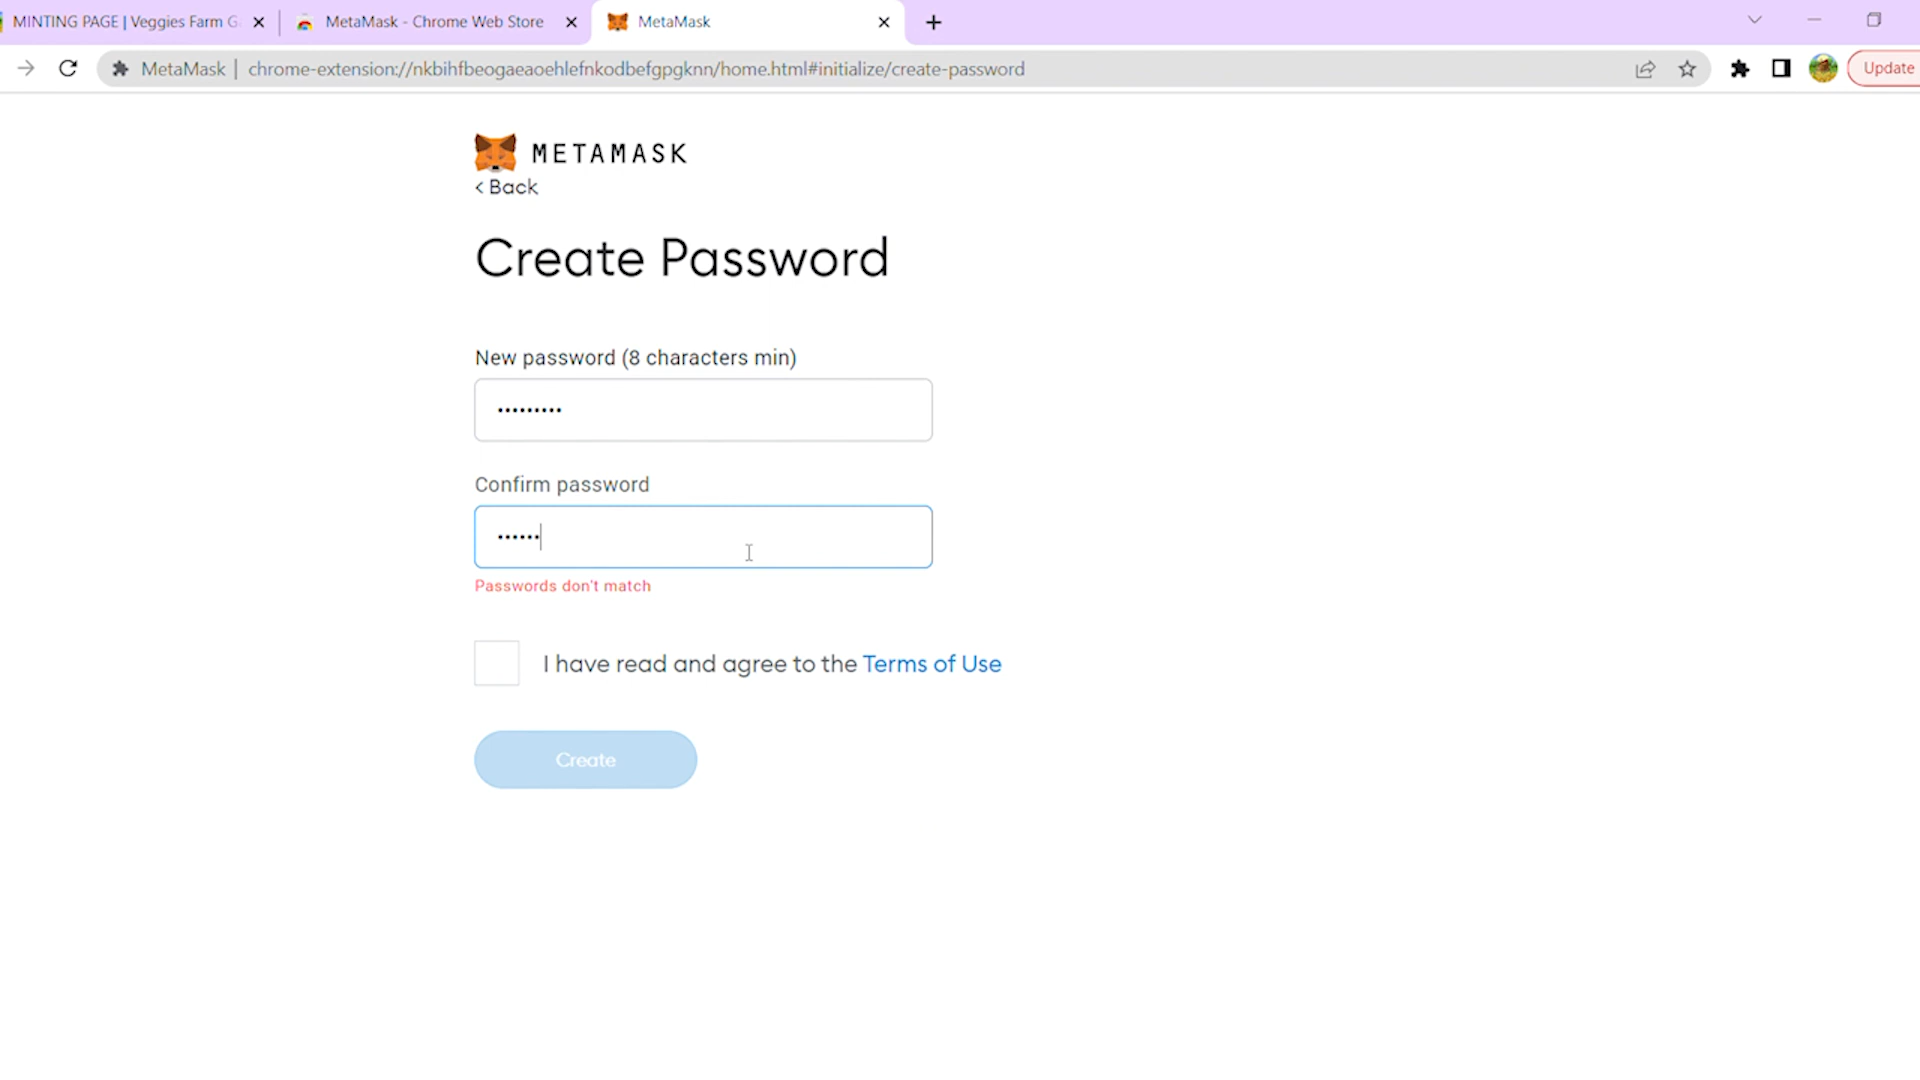 MINTING PAGE | Veggies Farm G
MetaMask - Chrome Web Store
MetaMask
MetaMask | chrome-extension://nkbihfbeogaeaoehlefnkodbefgpgknn/home.html#initialize/create-password
Update
METAMASK
< Back
Create Password
New password (8 characters min)
•••••••••
Confirm password
••••••
Passwords don't match
I have read and agree to the Terms of Use
Create